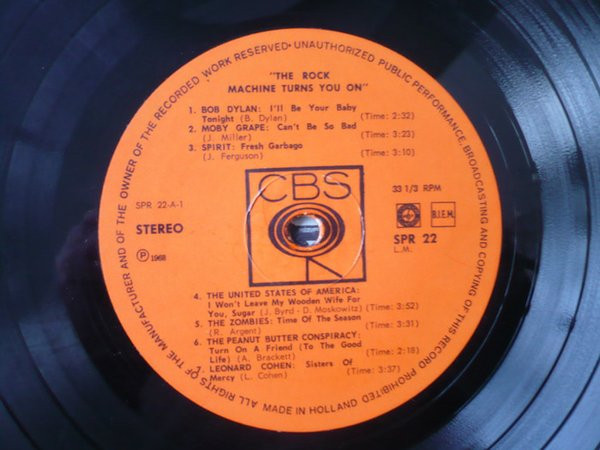 ALL RIGHTS OF THE MANUFACTURER AND OF THE OWNER OF THE RECORDED WORK RESERVED • UNAUTHORIZED PUBLIC PERFORMANCE, BROADCASTING AND COPYING OF THIS RECORD PROHIBITED
"THE ROCK
MACHINE TURNS YOU ON"
1. BOB DYLAN: I'll Be Your Baby
Tonight (B. Dylan) (Time: 2:32)
2. MOBY GRAPE: Can't Be So Bad
(J. Miller) (Time: 3:23)
3. SPIRIT: Fresh Garbago
(J. Ferguson) (Time: 3:10)
CBS
SPR 22-A-1
STEREO
Ⓟ 1968
33 1/3 RPM
B.I.E.M.
SPR 22
L.M.
4. THE UNITED STATES OF AMERICA:
I Won't Leave My Wooden Wife For
You, Sugar (J. Byrd - D. Moskowitz) (Time: 3:52)
5. THE ZOMBIES: Time Of The Season
(R. Argent) (Time: 3:31)
6. THE PEANUT BUTTER CONSPIRACY:
Turn On A Friend (To The Good
Life) (A. Brackett) (Time: 2:18)
7. LEONARD COHEN: Sisters Of
Mercy (L. Cohen) (Time: 3:37)
MADE IN HOLLAND